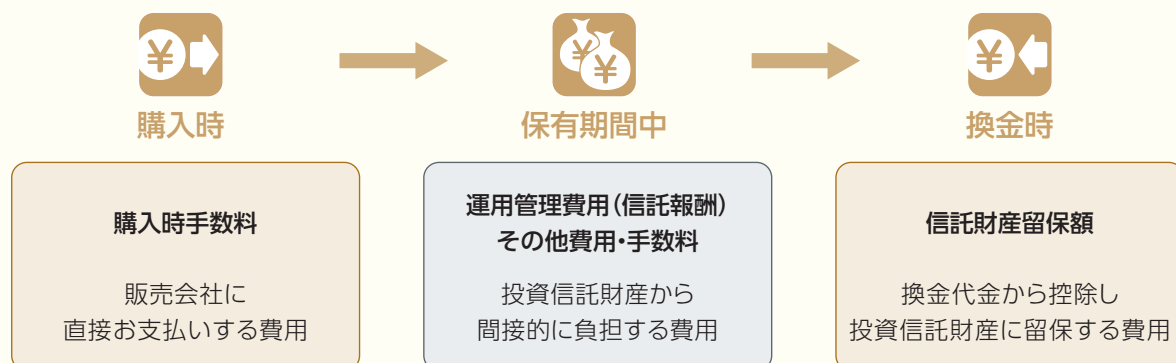 ¥
¥
¥
¥
購入時
保有期間中
換金時
購入時手数料
販売会社に
直接お支払いする費用
運用管理費用(信託報酬)
その他費用・手数料
投資信託財産から
間接的に負担する費用
信託財産留保額
換金代金から控除し
投資信託財産に留保する費用